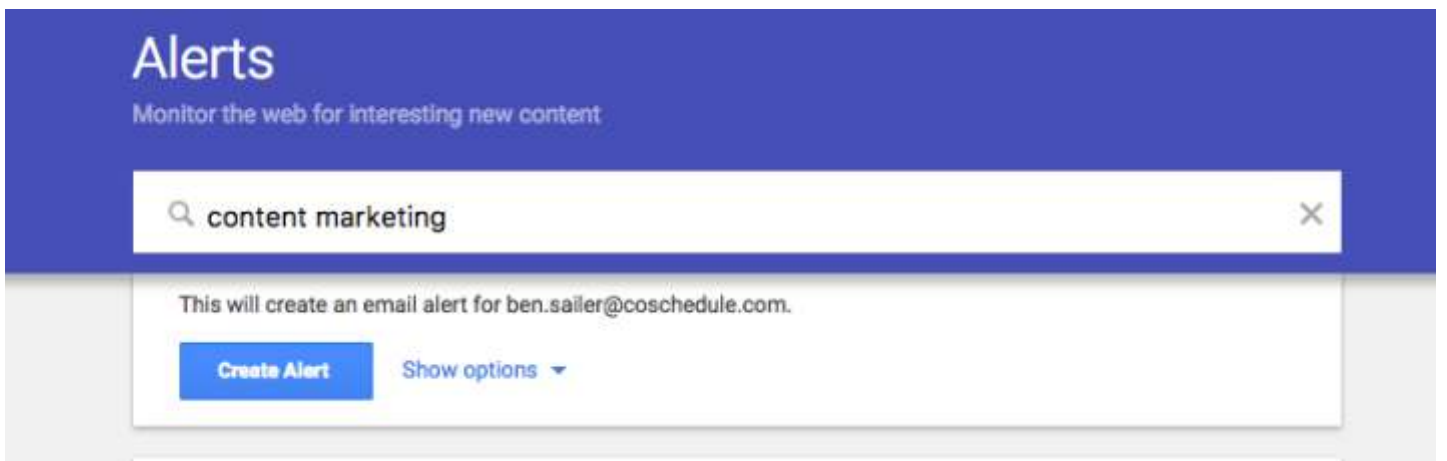 Alerts
Monitor the web for interesting new content
content marketing
This will create an email alert for ben.sailer@coschedule.com.
Create Alert Show options